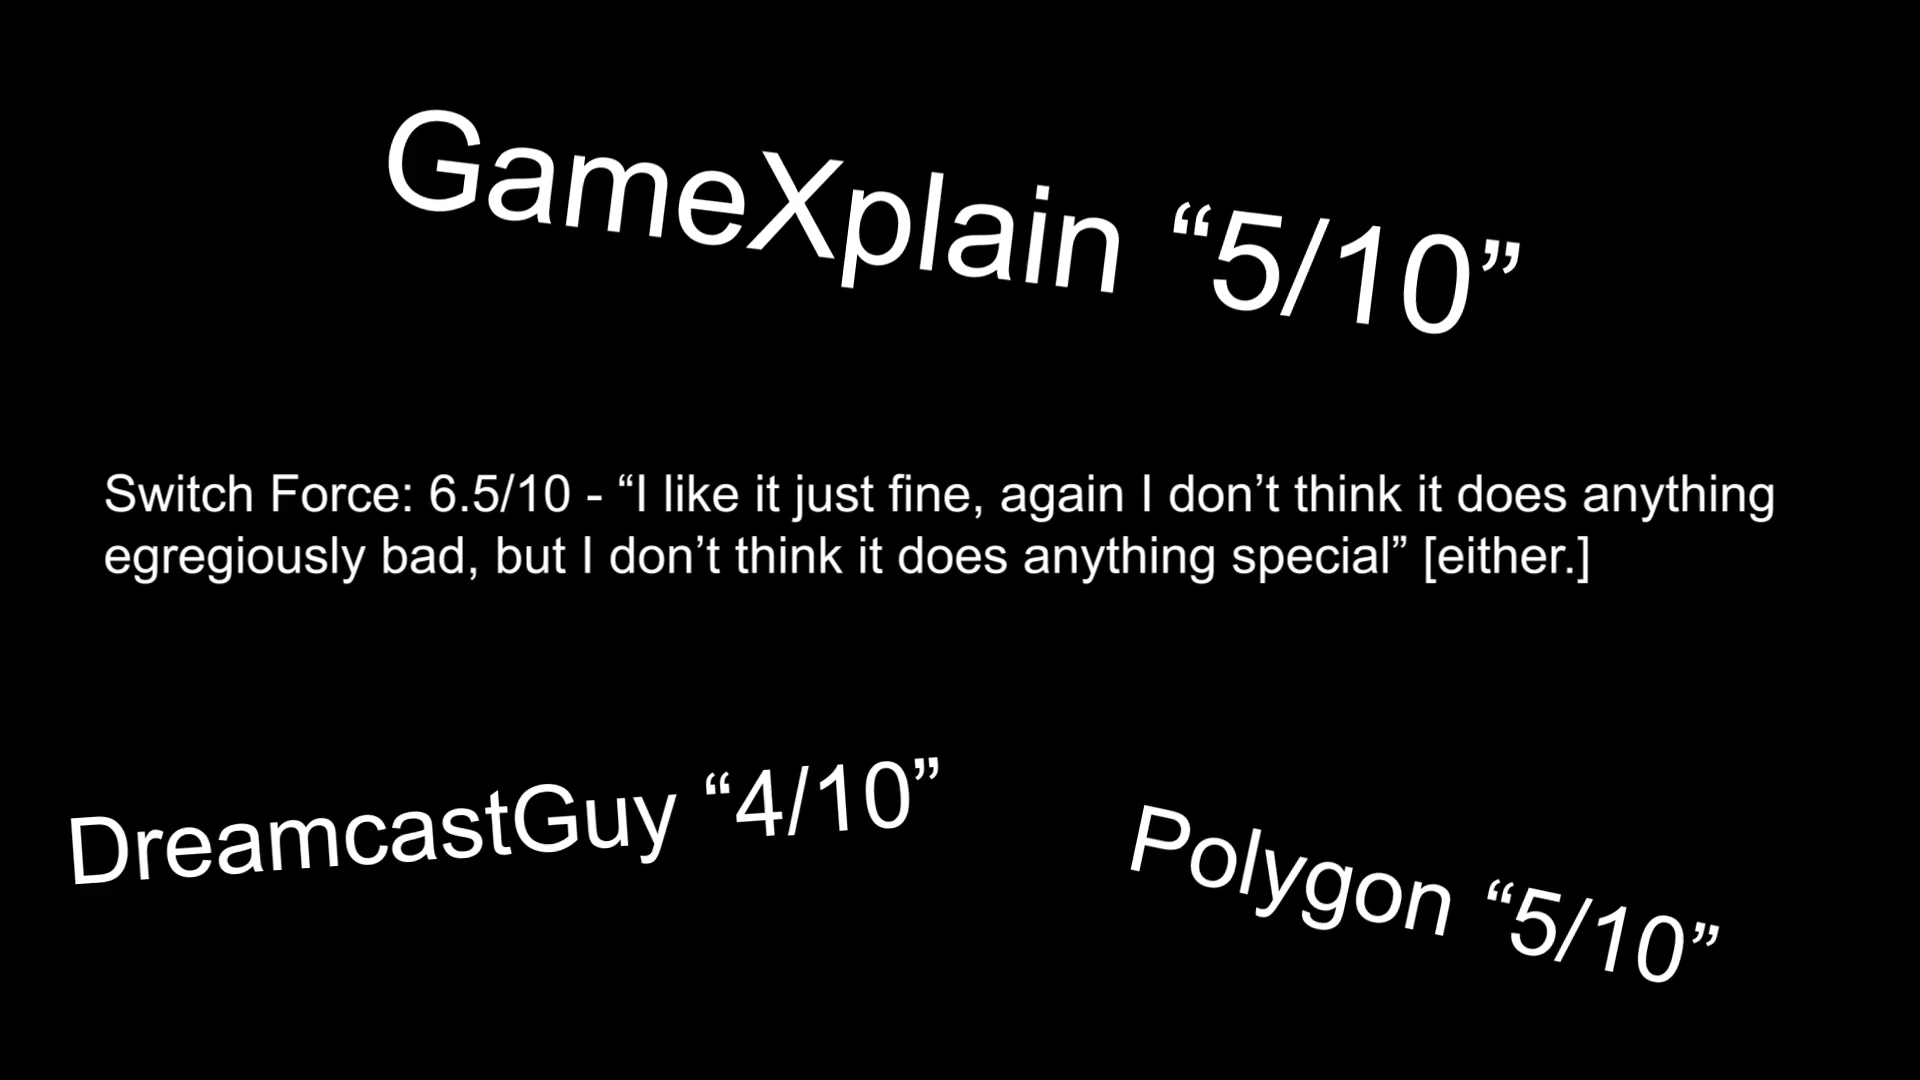 GameXplain “5/10”
Switch Force: 6.5/10 - “I like it just fine, again I don’t think it does anything
egregiously bad, but I don’t think it does anything special” [either.]
DreamcastGuy “4/10”
Polygon “5/10”